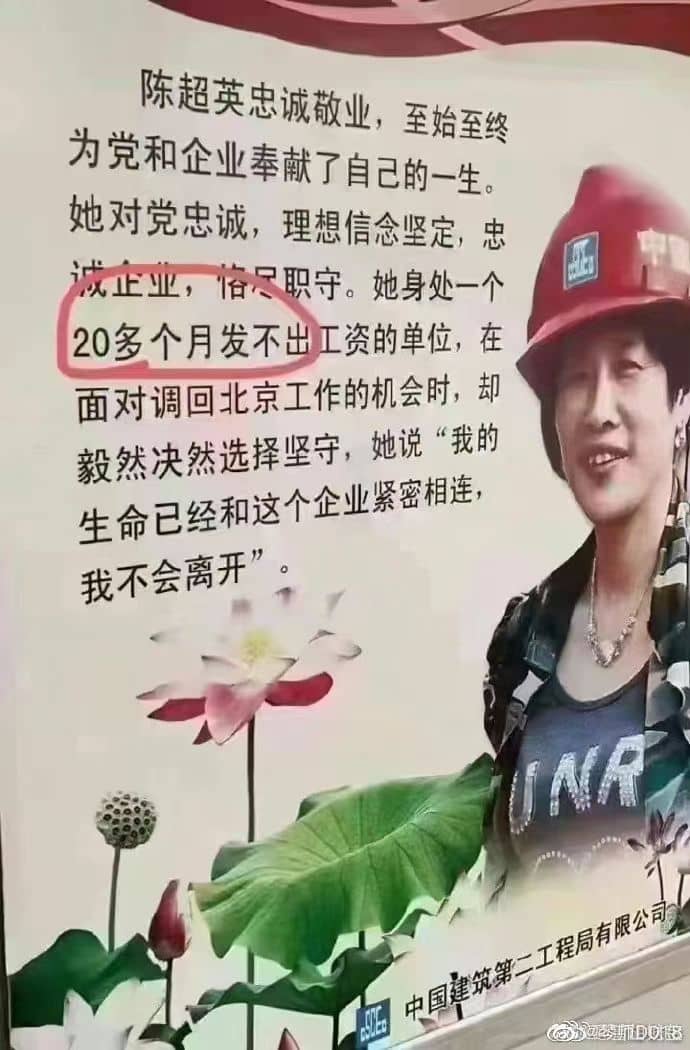 陈超英忠诚敬业，至始至终
为党和企业奉献了自己的一生。
她对党忠诚，理想信念坚定，忠
诚企业，恪尽职守。她身处一个
20多个月发不出工资的单位，在
面对调回北京工作的机会时，却
毅然决然选择坚守，她说“我的
生命已经和这个企业紧密相连，
我不会离开”。
CSCEC
中国
UNR
CSCEC
中国建筑第二工程局有限公司